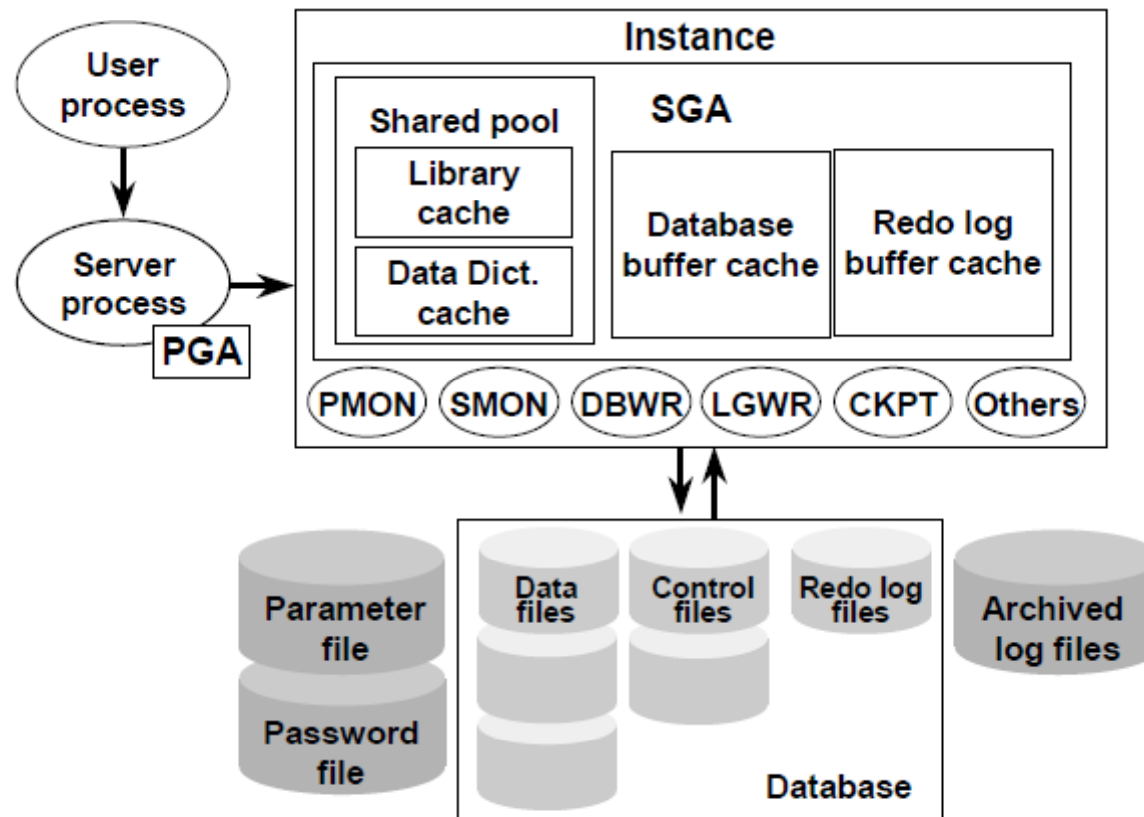 Instance
User
process
SGA
Shared pool
Library
cache
Data Dict.
cache
Database
buffer cache
Redo log
buffer cache
Server
process
PGA
PMON
SMON
DBWR
LGWR
CKPT
Others
Parameter
file
Password
file
Data
files
Control
files
Redo log
files
Archived
log files
Database